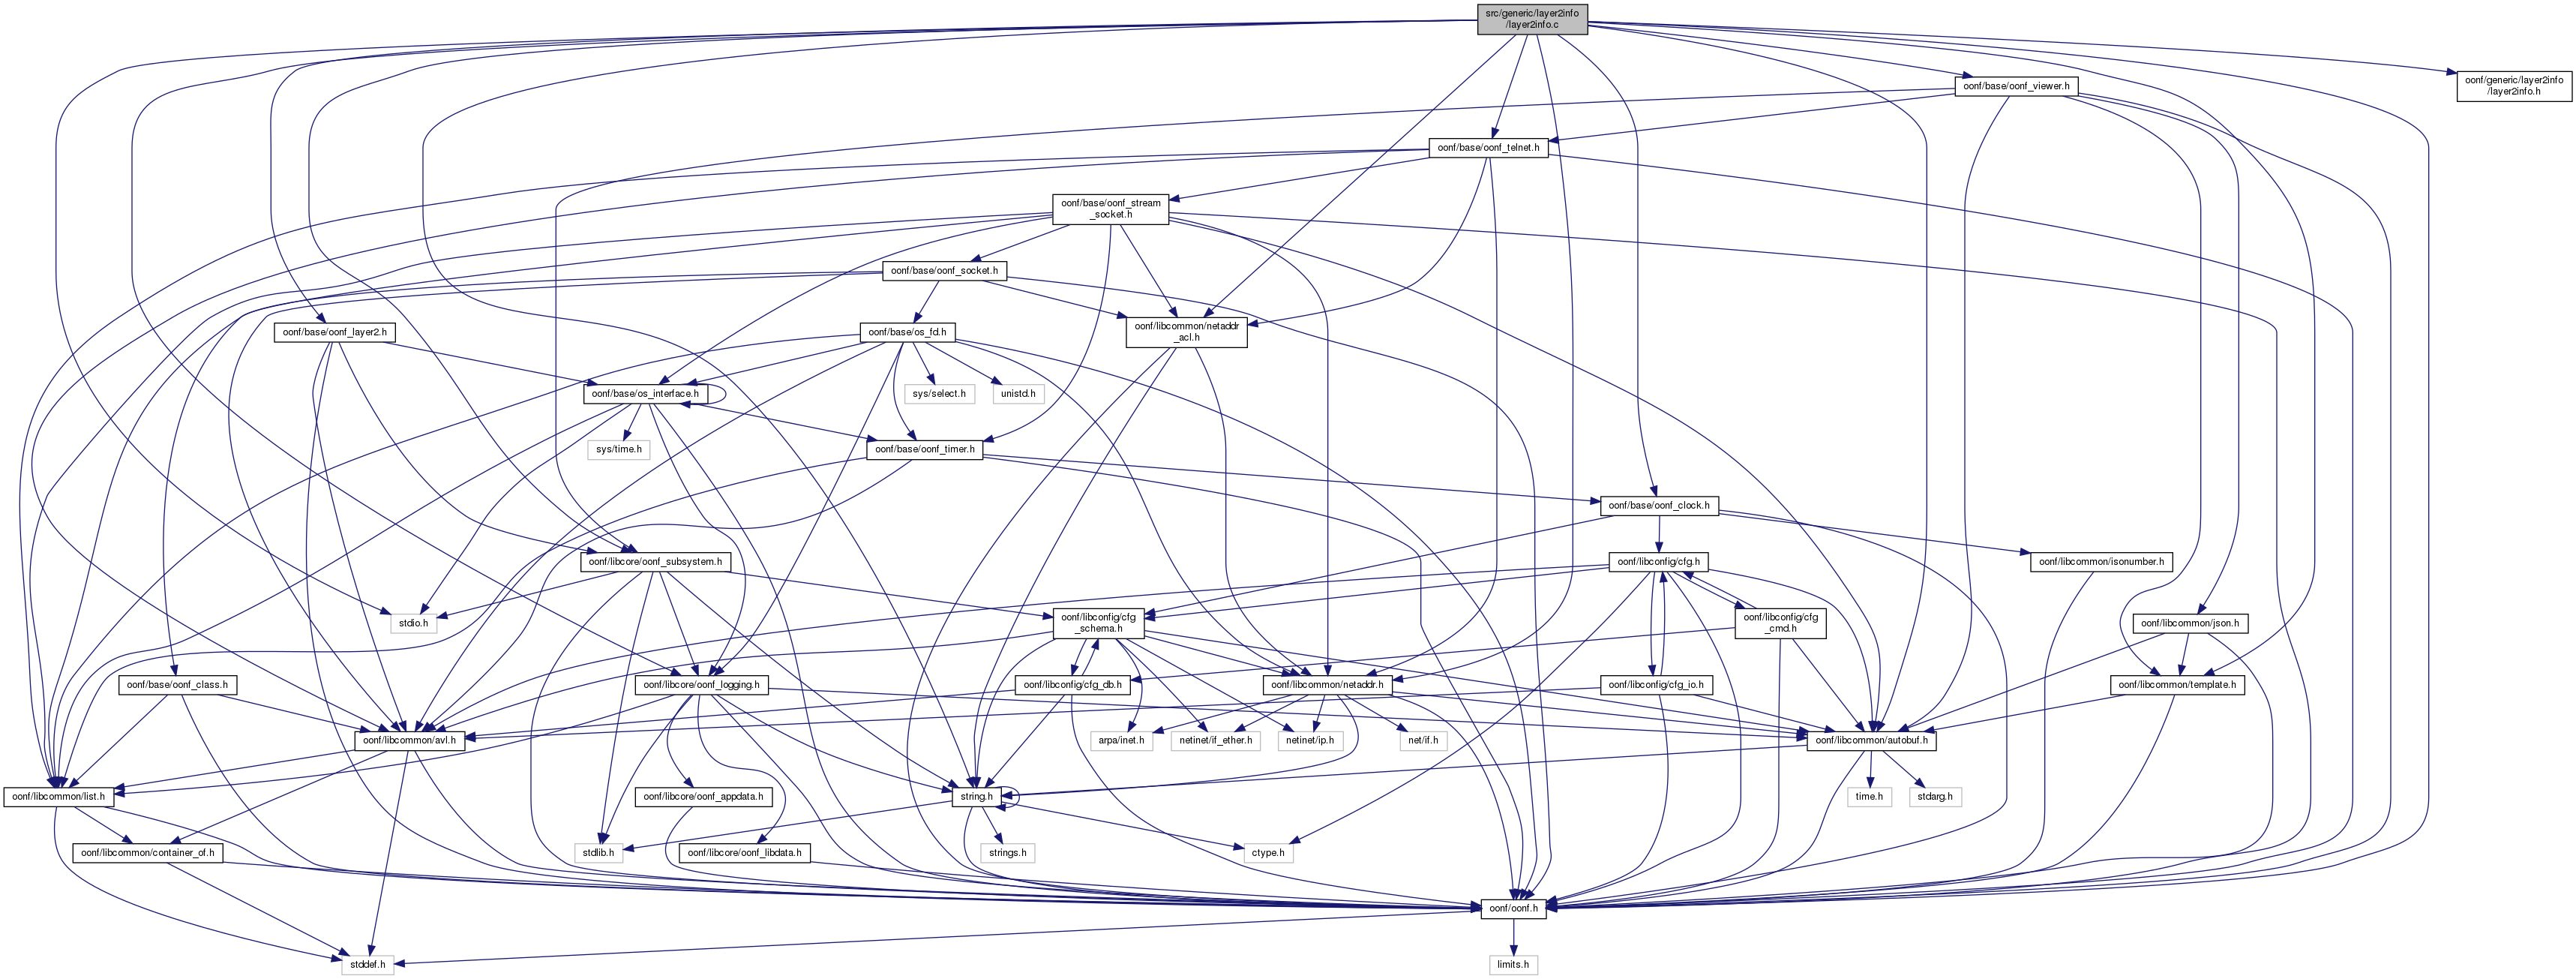 src/generic/layer2info
/layer2info.c
oonf/generic/layer2info
/layer2info.h
oonf/base/oonf_viewer.h
oonf/base/oonf_telnet.h
oonf/base/oonf_stream
_socket.h
oonf/base/oonf_socket.h
oonf/base/oonf_layer2.h
oonf/base/os_fd.h
oonf/libcommon/netaddr
_acl.h
oonf/base/os_interface.h
sys/select.h
unistd.h
sys/time.h
oonf/base/oonf_timer.h
oonf/base/oonf_clock.h
oonf/libcore/oonf_subsystem.h
oonf/libconfig/cfg.h
oonf/libcommon/isonumber.h
stdio.h
oonf/libconfig/cfg
_schema.h
oonf/libconfig/cfg
_cmd.h
oonf/libcommon/json.h
oonf/base/oonf_class.h
oonf/libcore/oonf_logging.h
oonf/libconfig/cfg_db.h
oonf/libcommon/netaddr.h
oonf/libconfig/cfg_io.h
oonf/libcommon/template.h
oonf/libcommon/avl.h
arpa/inet.h
netinet/if_ether.h
netinet/ip.h
net/if.h
oonf/libcommon/autobuf.h
oonf/libcommon/list.h
oonf/libcore/oonf_appdata.h
string.h
time.h
stdarg.h
oonf/libcommon/container_of.h
stdlib.h
oonf/libcore/oonf_libdata.h
strings.h
ctype.h
oonf/oonf.h
stddef.h
limits.h